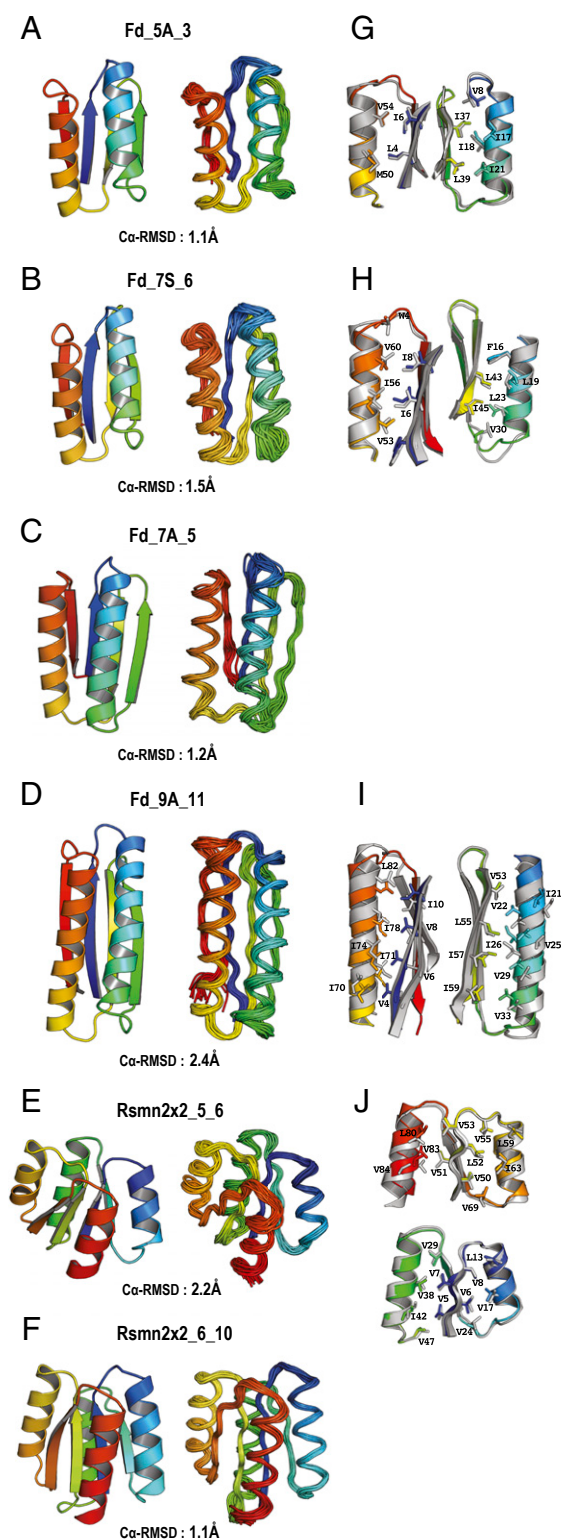 A
Fd_5A_3
Cα-RMSD : 1.1Å
B
Fd_7S_6
Cα-RMSD : 1.5Å
C
Fd_7A_5
Cα-RMSD : 1.2Å
D
Fd_9A_11
Cα-RMSD : 2.4Å
E
Rsmn2x2_5_6
Cα-RMSD : 2.2Å
F
Rsmn2x2_6_10
Cα-RMSD : 1.1Å
G
V8
V54
I6
I37
I17
I18
L4
M50
L39
I21
H
W4
V60
I8
F16
L43
L19
I56
L23
I6
I45
V53
V30
I
L82
V53
I21
I10
V22
I78
V8
L55
I74
I26
V25
I71
I57
V6
V29
I70
I59
V4
V33
J
V53
L80
V55
L59
V83
L52
I63
V84
V51
V50
V69
V29
L13
V7
V8
V38
V5
V6
V17
I42
V24
V47